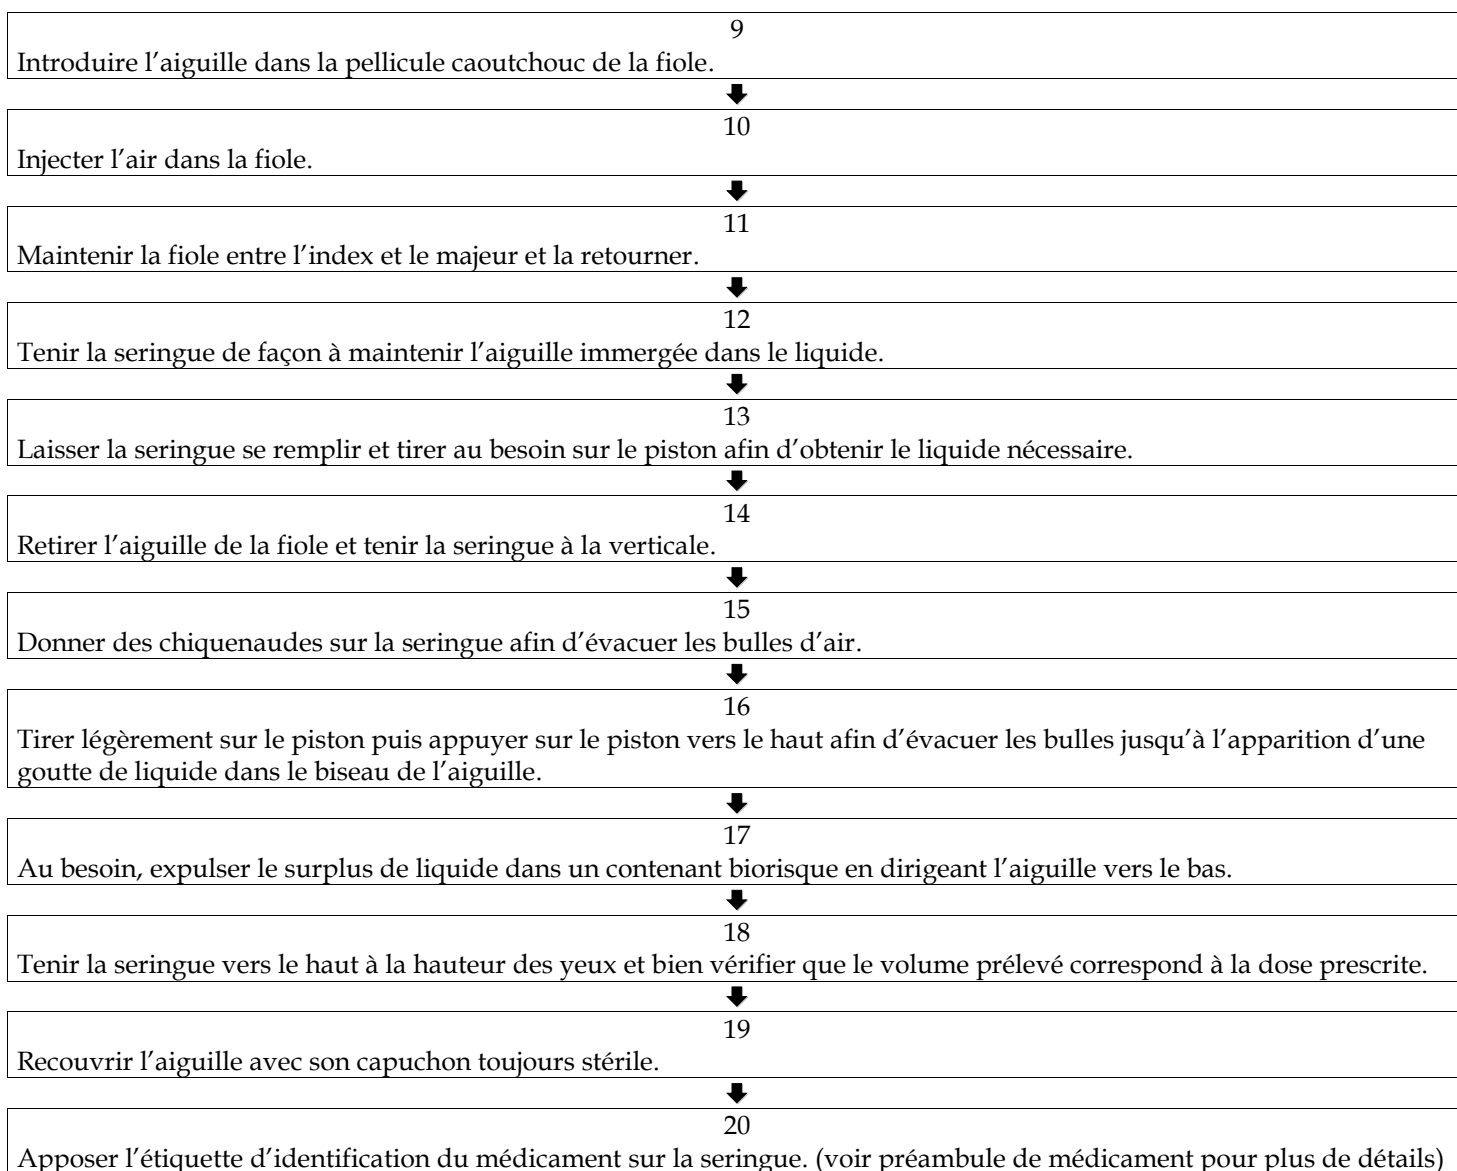 9
Introduire l’aiguille dans la pellicule caoutchouc de la fiole.
10
Injecter l’air dans la fiole.
11
Maintenir la fiole entre l’index et le majeur et la retourner.
12
Tenir la seringue de façon à maintenir l’aiguille immergée dans le liquide.
13
Laisser la seringue se remplir et tirer au besoin sur le piston afin d’obtenir le liquide nécessaire.
14
Retirer l’aiguille de la fiole et tenir la seringue à la verticale.
15
Donner des chiquenaudes sur la seringue afin d’évacuer les bulles d’air.
16
Tirer légèrement sur le piston puis appuyer sur le piston vers le haut afin d’évacuer les bulles jusqu’à l’apparition d’une
goutte de liquide dans le biseau de l’aiguille.
17
Au besoin, expulser le surplus de liquide dans un contenant biorisque en dirigeant l’aiguille vers le bas.
18
Tenir la seringue vers le haut à la hauteur des yeux et bien vérifier que le volume prélevé correspond à la dose prescrite.
19
Recouvrir l’aiguille avec son capuchon toujours stérile.
20
Apposer l’étiquette d’identification du médicament sur la seringue. (voir préambule de médicament pour plus de détails)